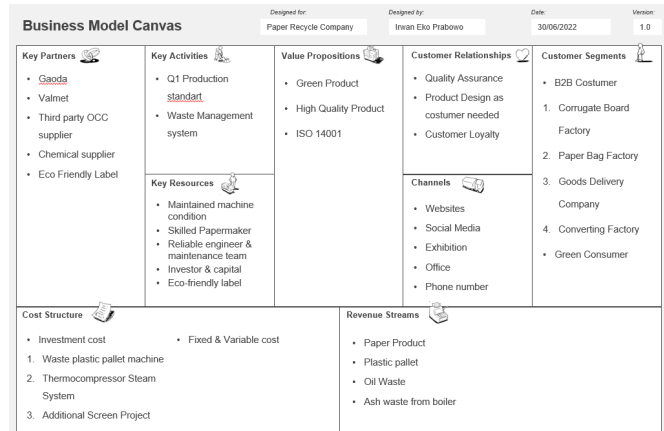 Business Model Canvas
Designed for:
Paper Recycle Company
Designed by:
Irwan Eko Prabowo
Date:
30/06/2022
Version:
1.0
Key Partners
• Gaoda
• Valmet
• Third party OCC
supplier
• Chemical supplier
• Eco Friendly Label
Key Activities
• Q1 Production
standart
• Waste Management
system
Key Resources
• Maintained machine
condition
• Skilled Papermaker
• Reliable engineer &
maintenance team
• Investor & capital
• Eco-friendly label
Value Propositions
• Green Product
• High Quality Product
• ISO 14001
Customer Relationships
• Quality Assurance
• Product Design as
costumer needed
• Customer Loyalty
Channels
• Websites
• Social Media
• Exhibition
• Office
• Phone number
Customer Segments
• B2B Costumer
1. Corrugate Board
Factory
2. Paper Bag Factory
3. Goods Delivery
Company
4. Converting Factory
• Green Consumer
Cost Structure
• Investment cost
1. Waste plastic pallet machine
2. Thermocompressor Steam
System
3. Additional Screen Project
• Fixed & Variable cost
Revenue Streams
• Paper Product
• Plastic pallet
• Oil Waste
• Ash waste from boiler